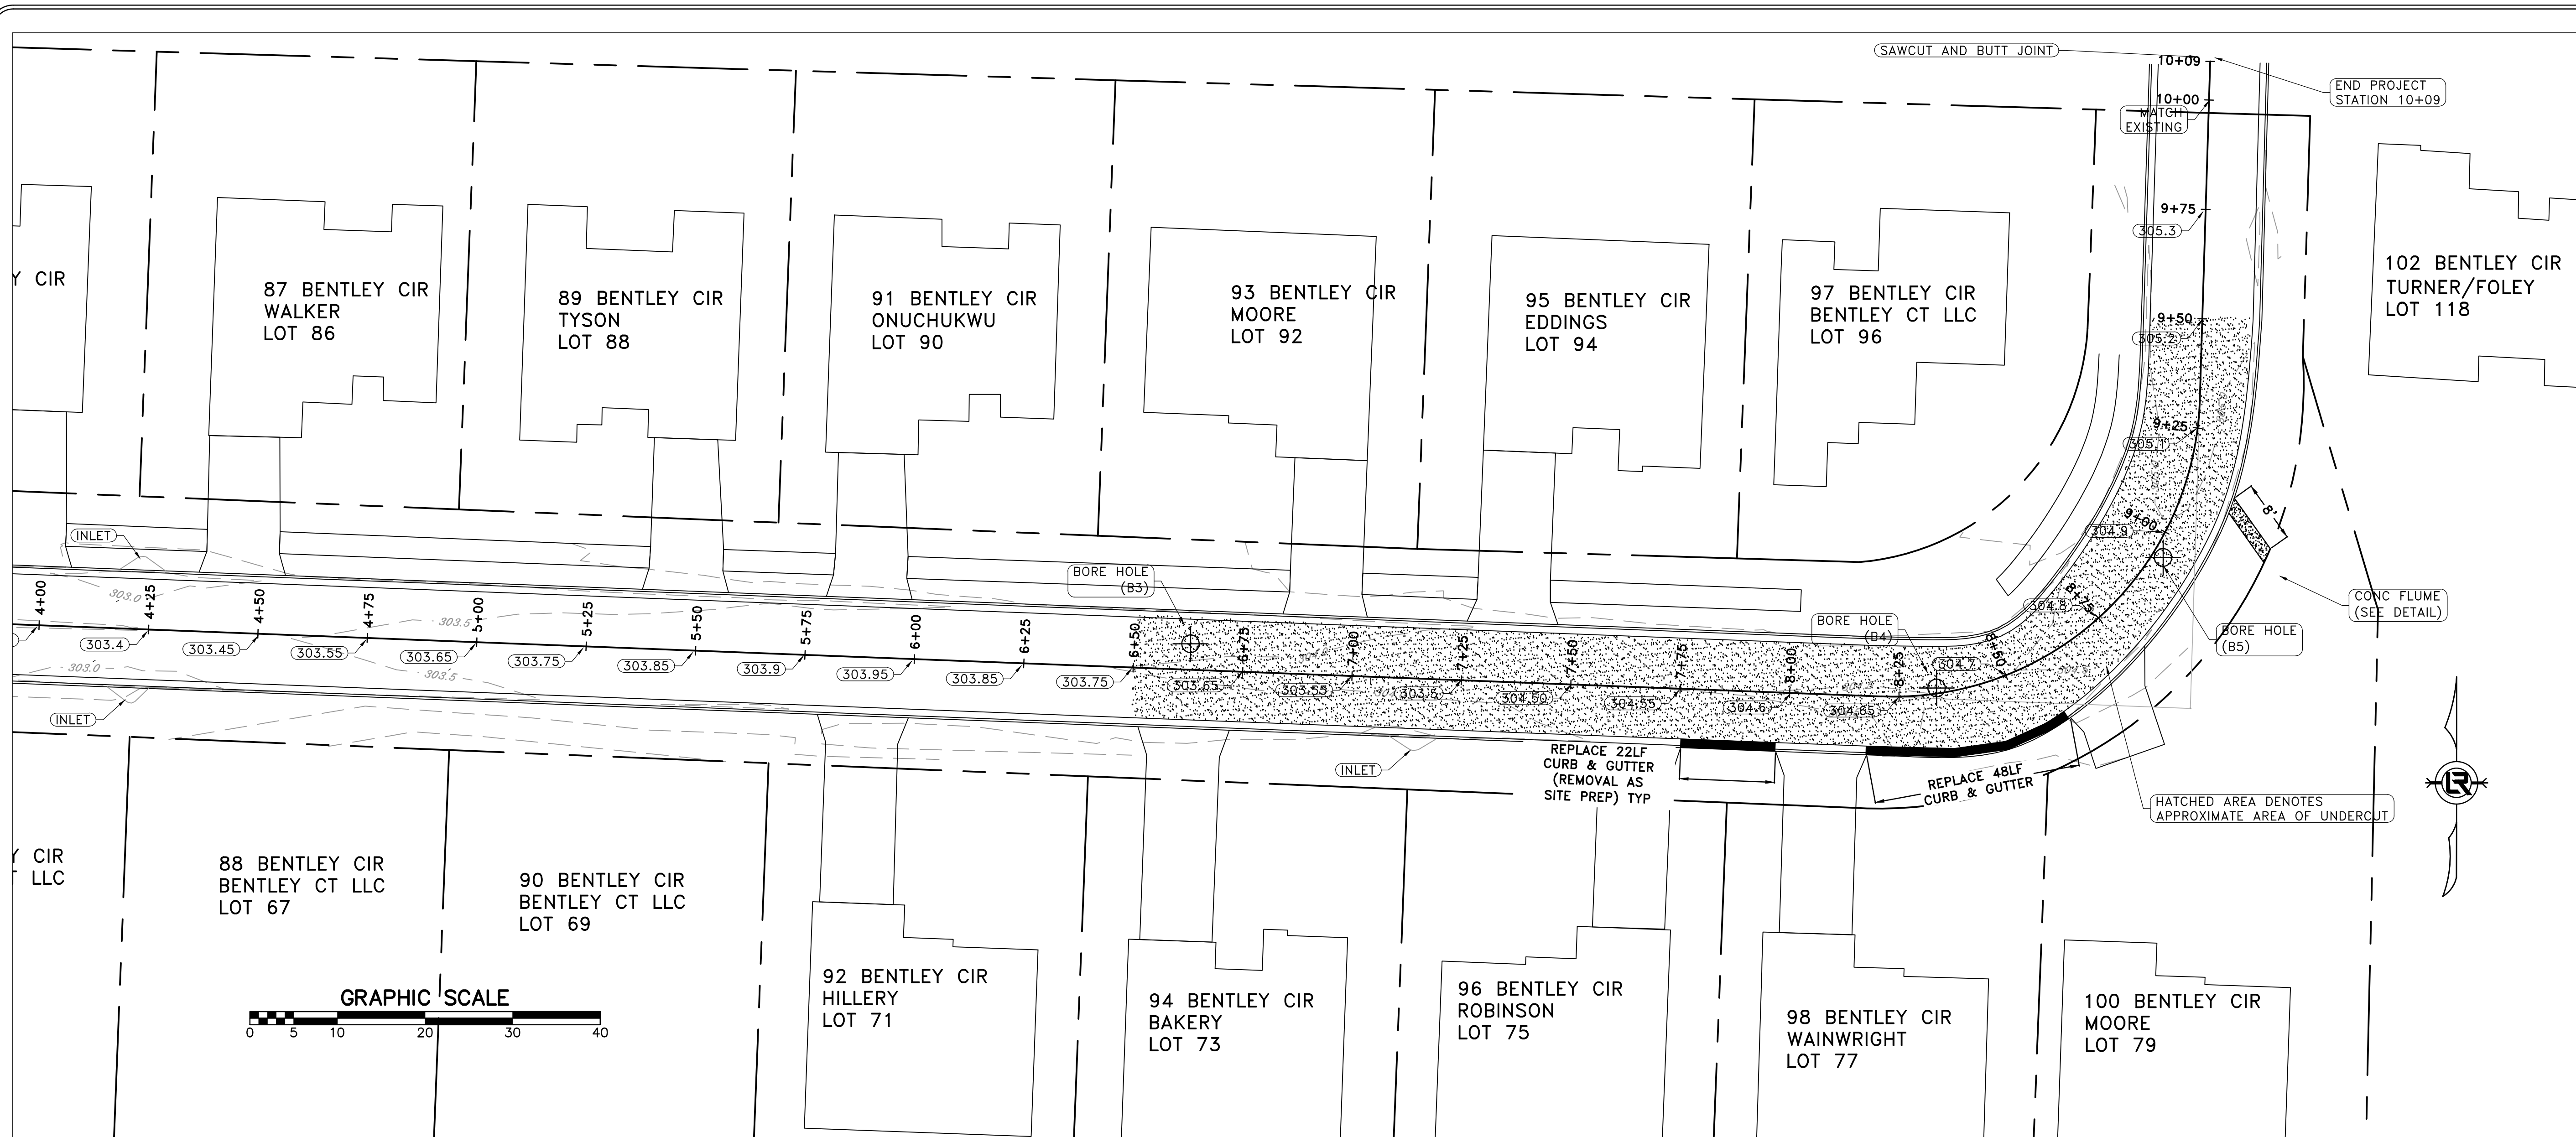 SAWCUT AND BUTT JOINT
10+09
END PROJECT
STATION 10+09
10+00
MATCH
EXISTING
9+75
305.3
9+50
305.2
9+25
305.1
9+00
304.9
8'
CONC FLUME
(SEE DETAIL)
BORE HOLE
(B5)
8+75
304.8
8+50
304.7
Y CIR
87 BENTLEY CIR
WALKER
LOT 86
89 BENTLEY CIR
TYSON
LOT 88
91 BENTLEY CIR
ONUCHUKWU
LOT 90
93 BENTLEY CIR
MOORE
LOT 92
95 BENTLEY CIR
EDDINGS
LOT 94
97 BENTLEY CIR
BENTLEY CT LLC
LOT 96
102 BENTLEY CIR
TURNER/FOLEY
LOT 118
INLET
BORE HOLE
(B3)
BORE HOLE
(B4)
303.0
303.5
4+00
4+25
4+50
4+75
5+00
5+25
5+50
5+75
6+00
6+25
6+50
6+75
7+00
7+25
7+50
7+75
8+00
8+25
303.4
303.45
303.55
303.65
303.75
303.85
303.9
303.95
303.85
303.75
303.65
303.55
303.5
304.50
304.55
304.6
304.65
303.0
303.5
INLET
INLET
REPLACE 22LF
CURB & GUTTER
(REMOVAL AS
SITE PREP) TYP
REPLACE 48LF
CURB & GUTTER
HATCHED AREA DENOTES
APPROXIMATE AREA OF UNDERCUT
LR
Y CIR
T LLC
88 BENTLEY CIR
BENTLEY CT LLC
LOT 67
90 BENTLEY CIR
BENTLEY CT LLC
LOT 69
92 BENTLEY CIR
HILLERY
LOT 71
94 BENTLEY CIR
BAKERY
LOT 73
96 BENTLEY CIR
ROBINSON
LOT 75
98 BENTLEY CIR
WAINWRIGHT
LOT 77
100 BENTLEY CIR
MOORE
LOT 79
GRAPHIC SCALE
0 5 10 20 30 40